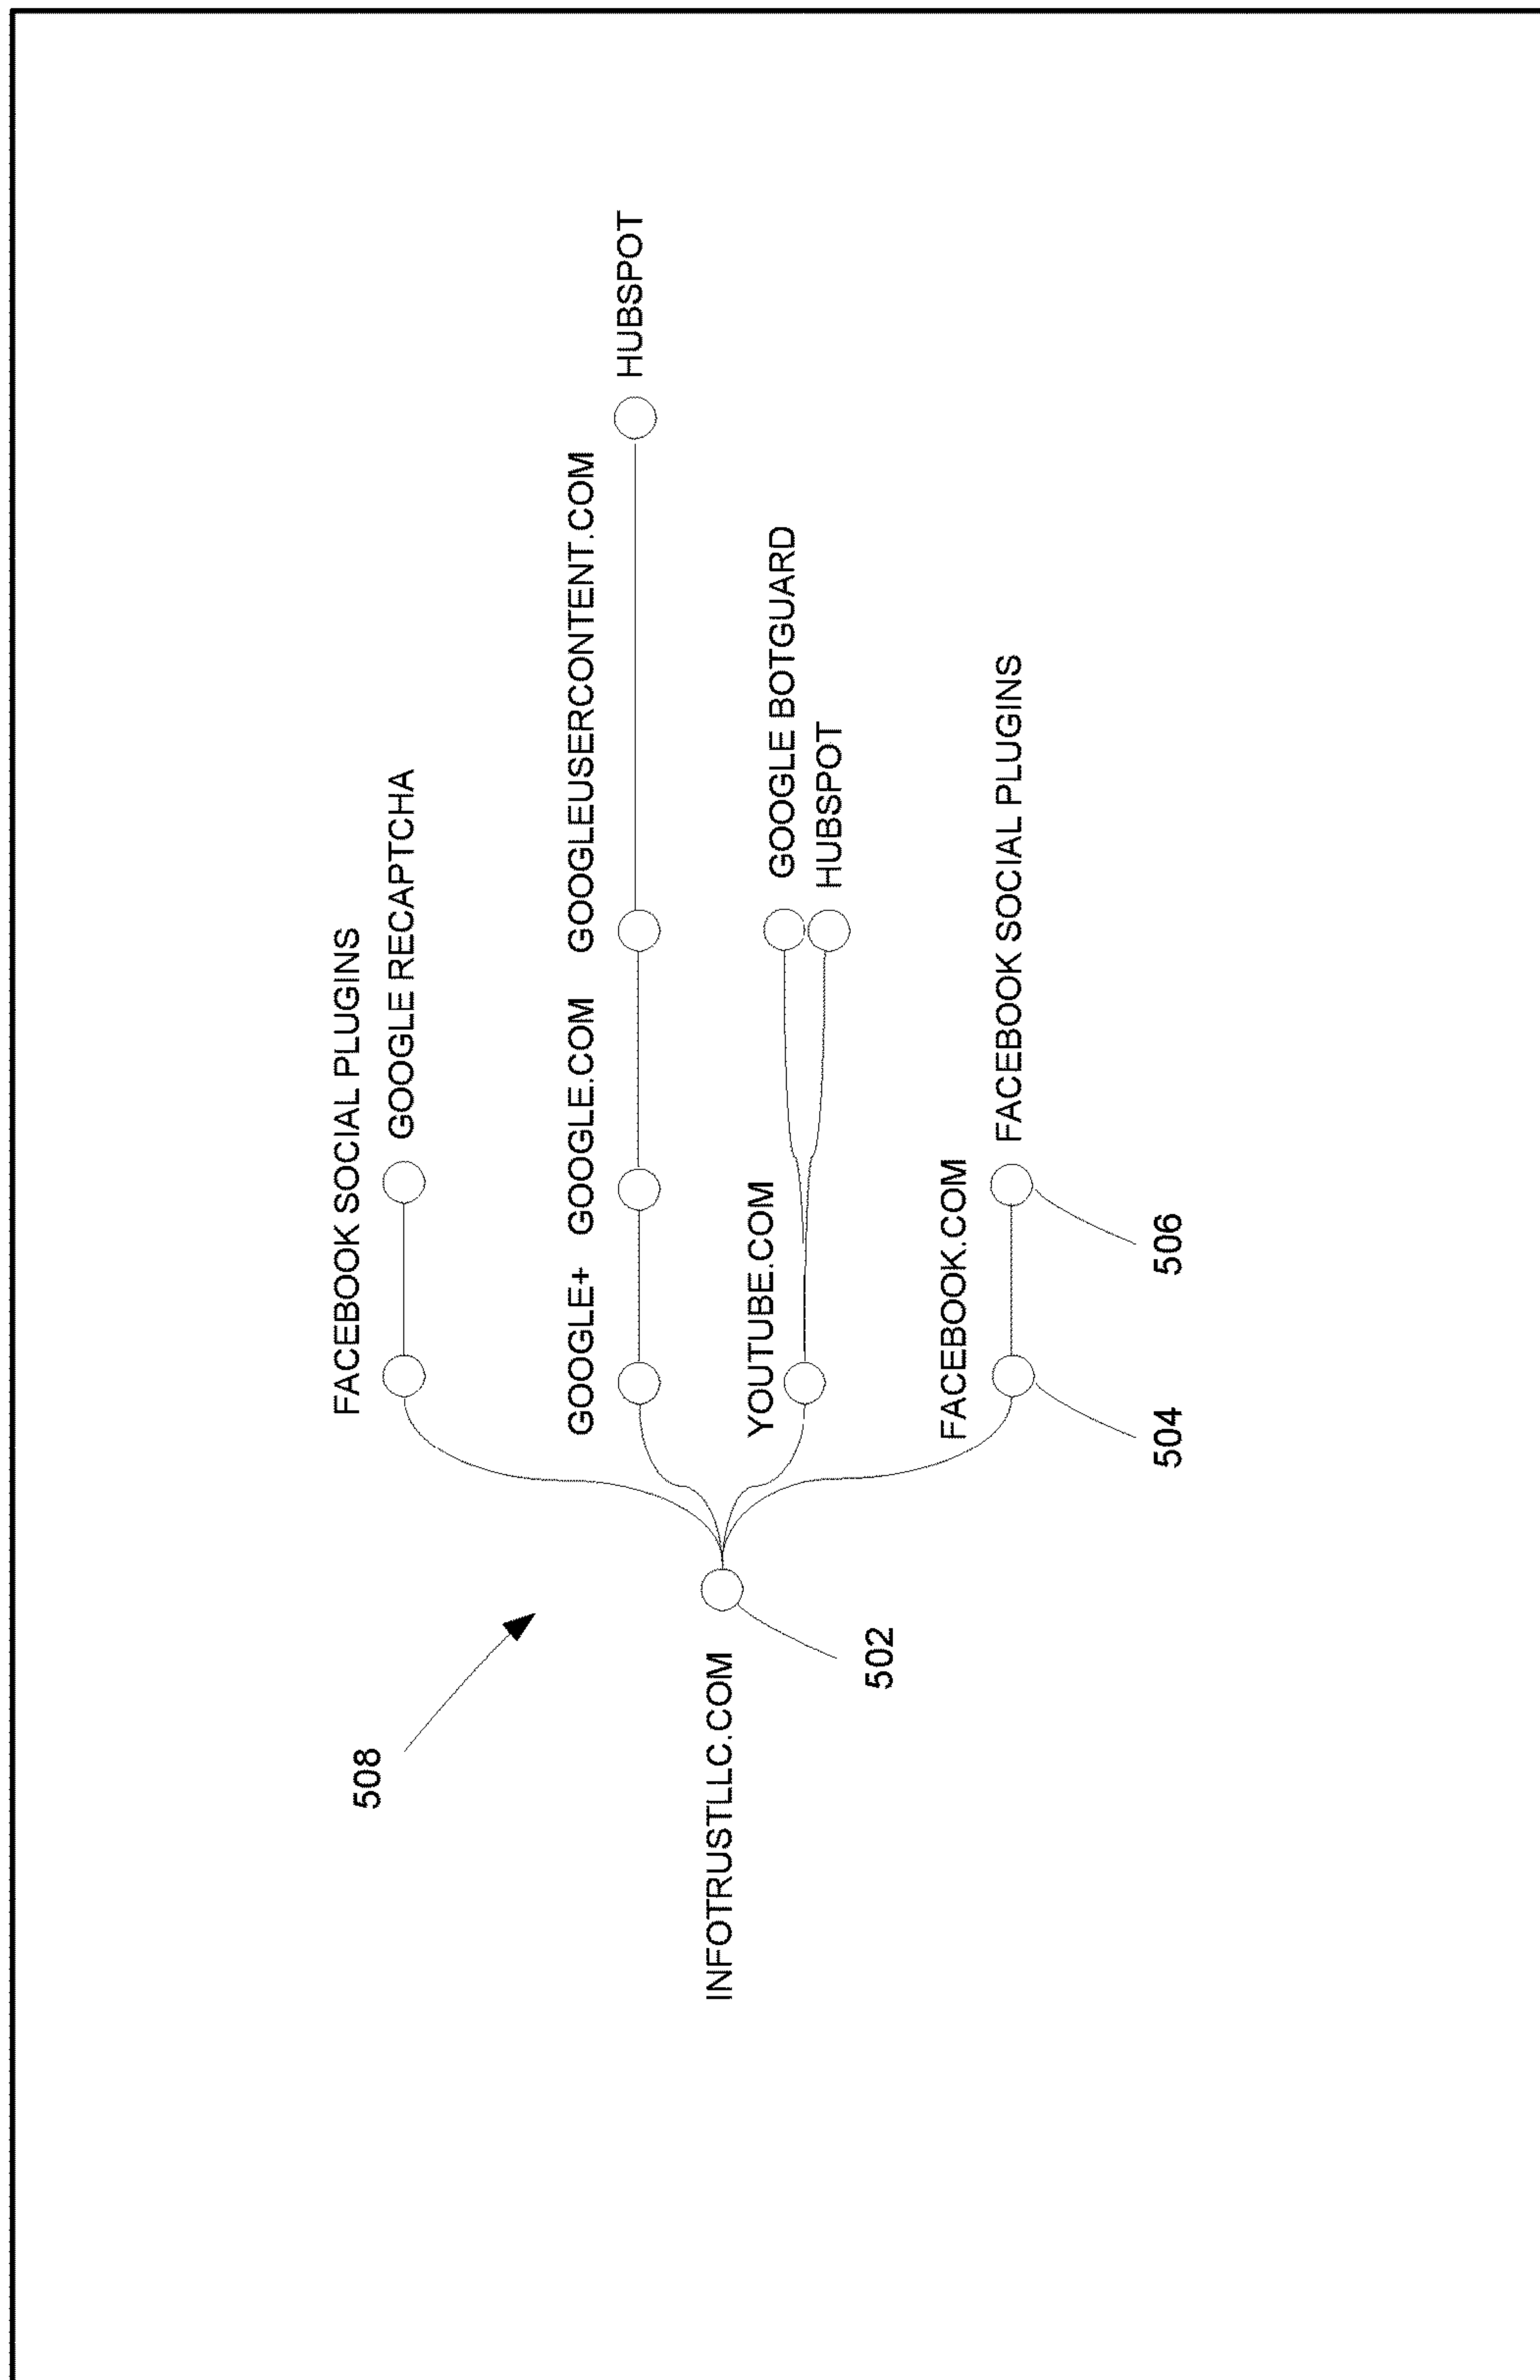 508
INFOTRUSTLLC.COM
502
FACEBOOK SOCIAL PLUGINS
GOOGLE RECAPTCHA
GOOGLE+
GOOGLE.COM
GOOGLEUSERCONTENT.COM
HUBSPOT
YOUTUBE.COM
GOOGLE BOTGUARD
HUBSPOT
FACEBOOK.COM
FACEBOOK SOCIAL PLUGINS
504
506